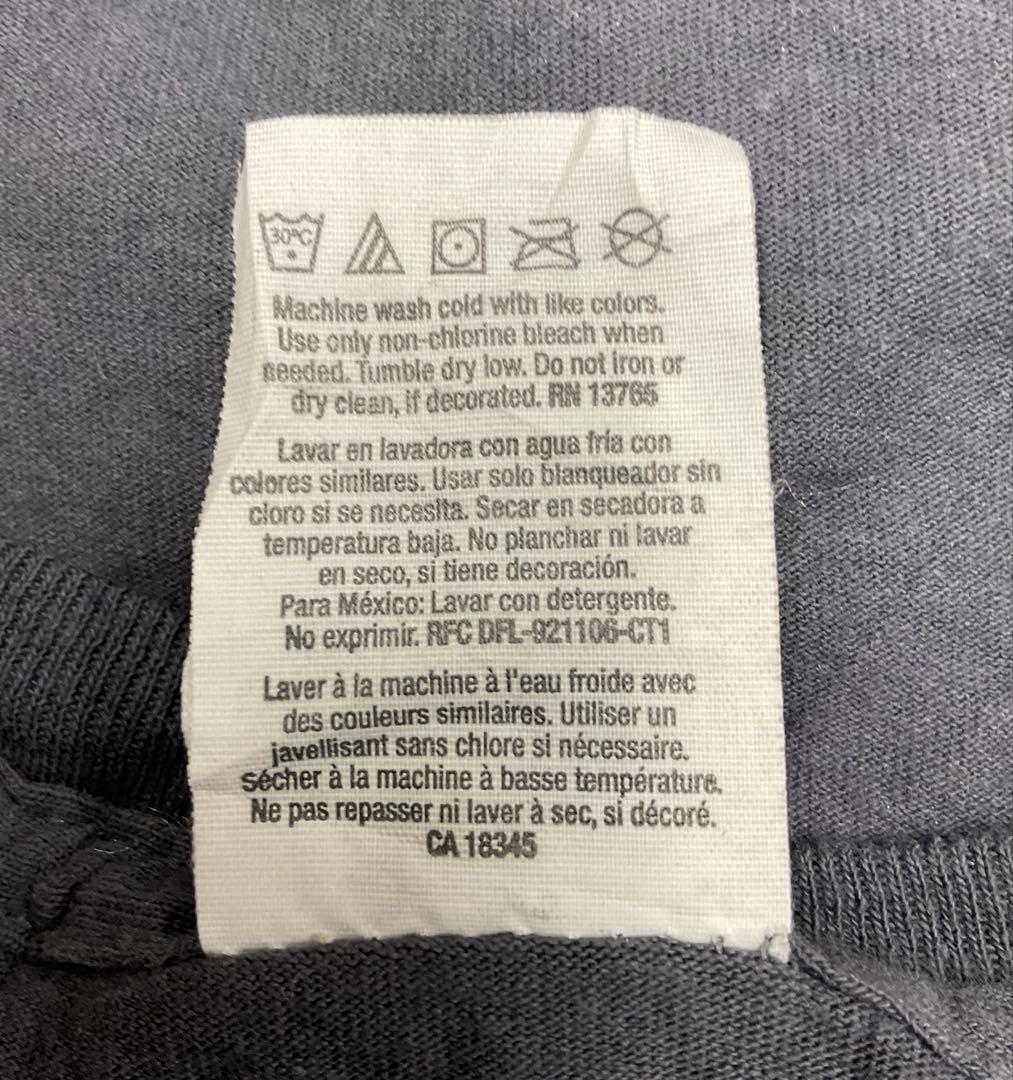 30°C
Machine wash cold with like colors.
Use only non-chlorine bleach when
needed. Tumble dry low. Do not iron or
dry clean, if decorated. RN 13765
Lavar en lavadora con agua fría con
colores similares. Usar solo blanqueador sin
cloro si se necesita. Secar en secadora a
temperatura baja. No planchar ni lavar
en seco, si tiene decoración.
Para México: Lavar con detergente.
No exprimir. RFC DFL-921106-CT1
Laver à la machine à l'eau froide avec
des couleurs similaires. Utiliser un
javellisant sans chlore si nécessaire.
sécher à la machine à basse température.
Ne pas repasser ni laver à sec, si décoré.
CA 18345